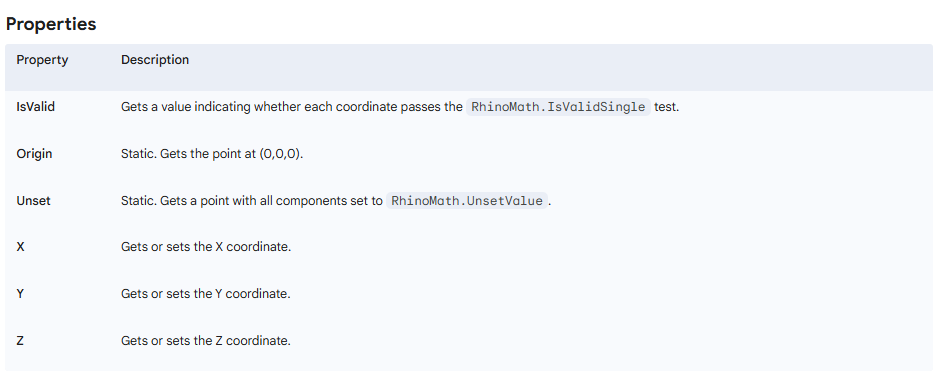 Properties
Property Description
IsValid Gets a value indicating whether each coordinate passes the RhinoMath.IsValidSingle test.
Origin Static. Gets the point at (0,0,0).
Unset Static. Gets a point with all components set to RhinoMath.UnsetValue.
X Gets or sets the X coordinate.
Y Gets or sets the Y coordinate.
Z Gets or sets the Z coordinate.